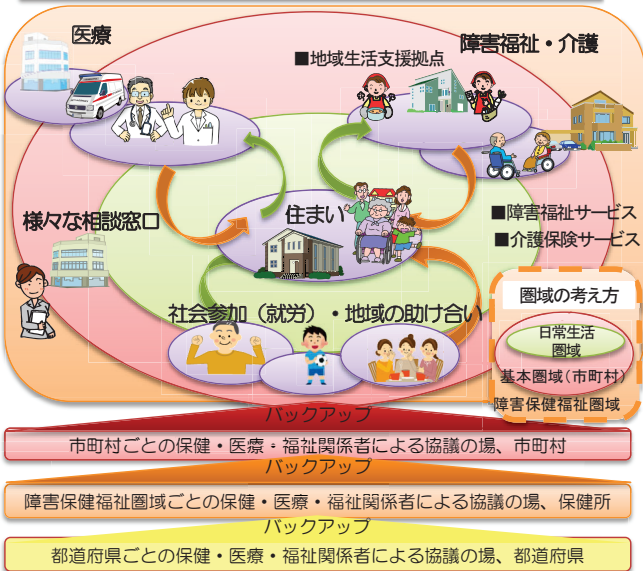 医療
障害福祉・介護
■地域生活支援拠点
様々な相談窓口
住まい
■障害福祉サービス
■介護保険サービス
社会参加（就労）・地域の助け合い
圏域の考え方
日常生活
圏域
基本圏域（市町村）
障害保健福祉圏域
バックアップ
市町村ごとの保健・医療・福祉関係者による協議の場、市町村
バックアップ
障害保健福祉圏域ごとの保健・医療・福祉関係者による協議の場、保健所
バックアップ
都道府県ごとの保健・医療・福祉関係者による協議の場、都道府県